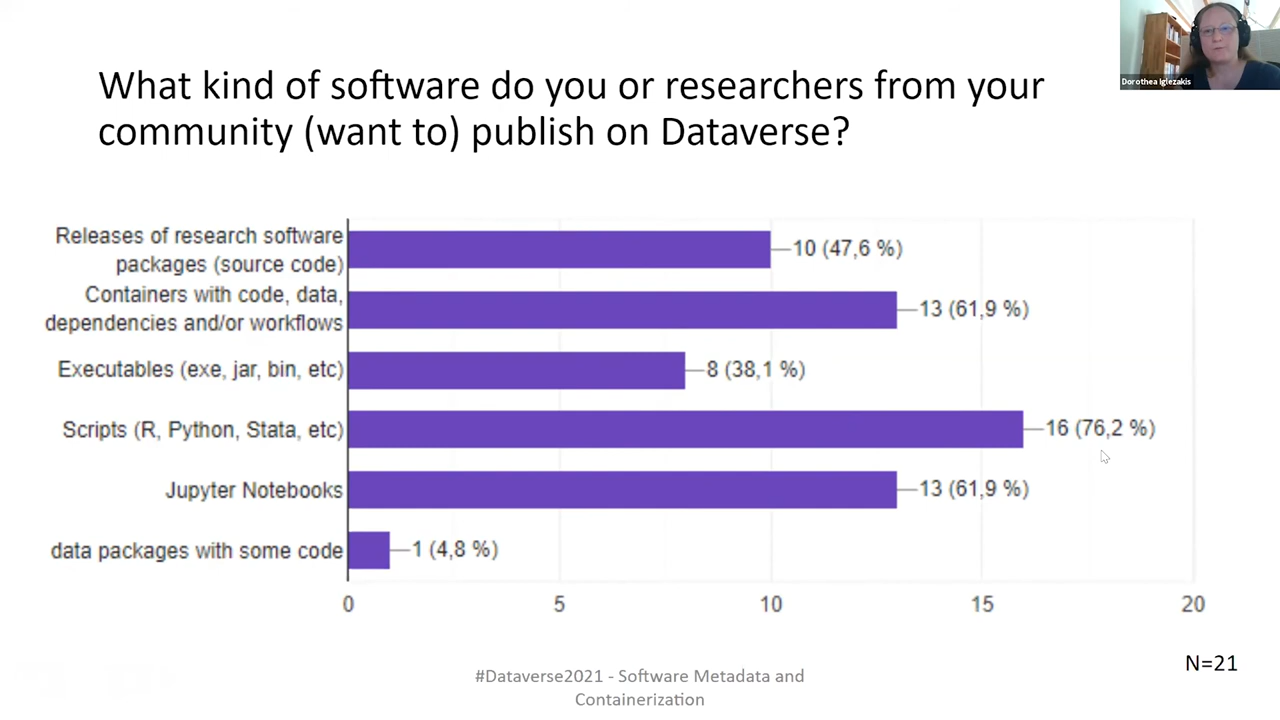 Dorothea Iglezakis
What kind of software do you or researchers from your
community (want to) publish on Dataverse?
Releases of research software
packages (source code)
10 (47,6 %)
Containers with code, data,
dependencies and/or workflows
13 (61,9 %)
Executables (exe, jar, bin, etc)
8 (38,1 %)
Scripts (R, Python, Stata, etc)
16 (76,2 %)
Jupyter Notebooks
13 (61,9 %)
data packages with some code
1 (4,8 %)
0 5 10 15 20
N=21
#Dataverse2021 - Software Metadata and
Containerization